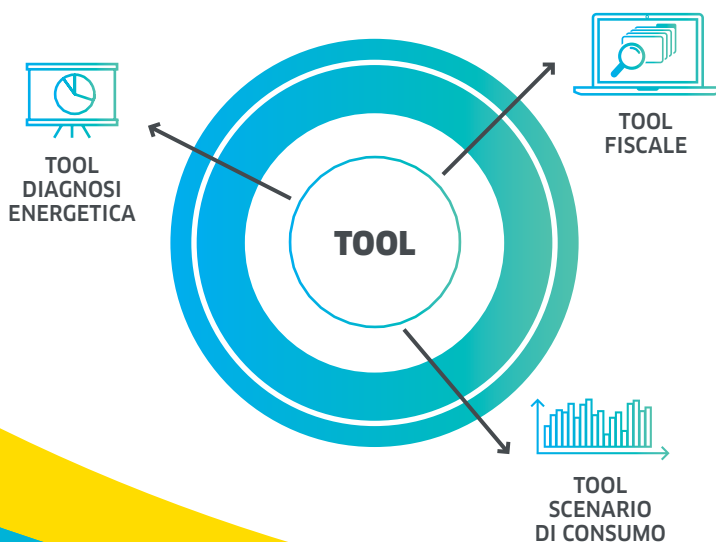 TOOL
FISCALE
TOOL
DIAGNOSI
ENERGETICA
TOOL
TOOL
SCENARIO
DI CONSUMO